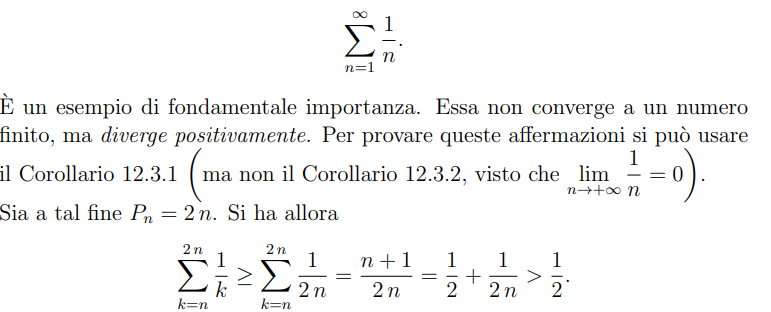 $$\sum_{n=1}^{\infty} \frac{1}{n}.$$
È un esempio di fondamentale importanza. Essa non converge a un numero
finito, ma diverge positivamente. Per provare queste affermazioni si può usare
il Corollario 12.3.1 $\left(\text{ma non il Corollario 12.3.2, visto che } \lim_{n\to+\infty} \frac{1}{n} = 0\right)$.
Sia a tal fine $P_n = 2\,n$. Si ha allora
$$\sum_{k=n}^{2\,n} \frac{1}{k} \geq \sum_{k=n}^{2\,n} \frac{1}{2\,n} = \frac{n+1}{2\,n} = \frac{1}{2} + \frac{1}{2\,n} > \frac{1}{2}.$$